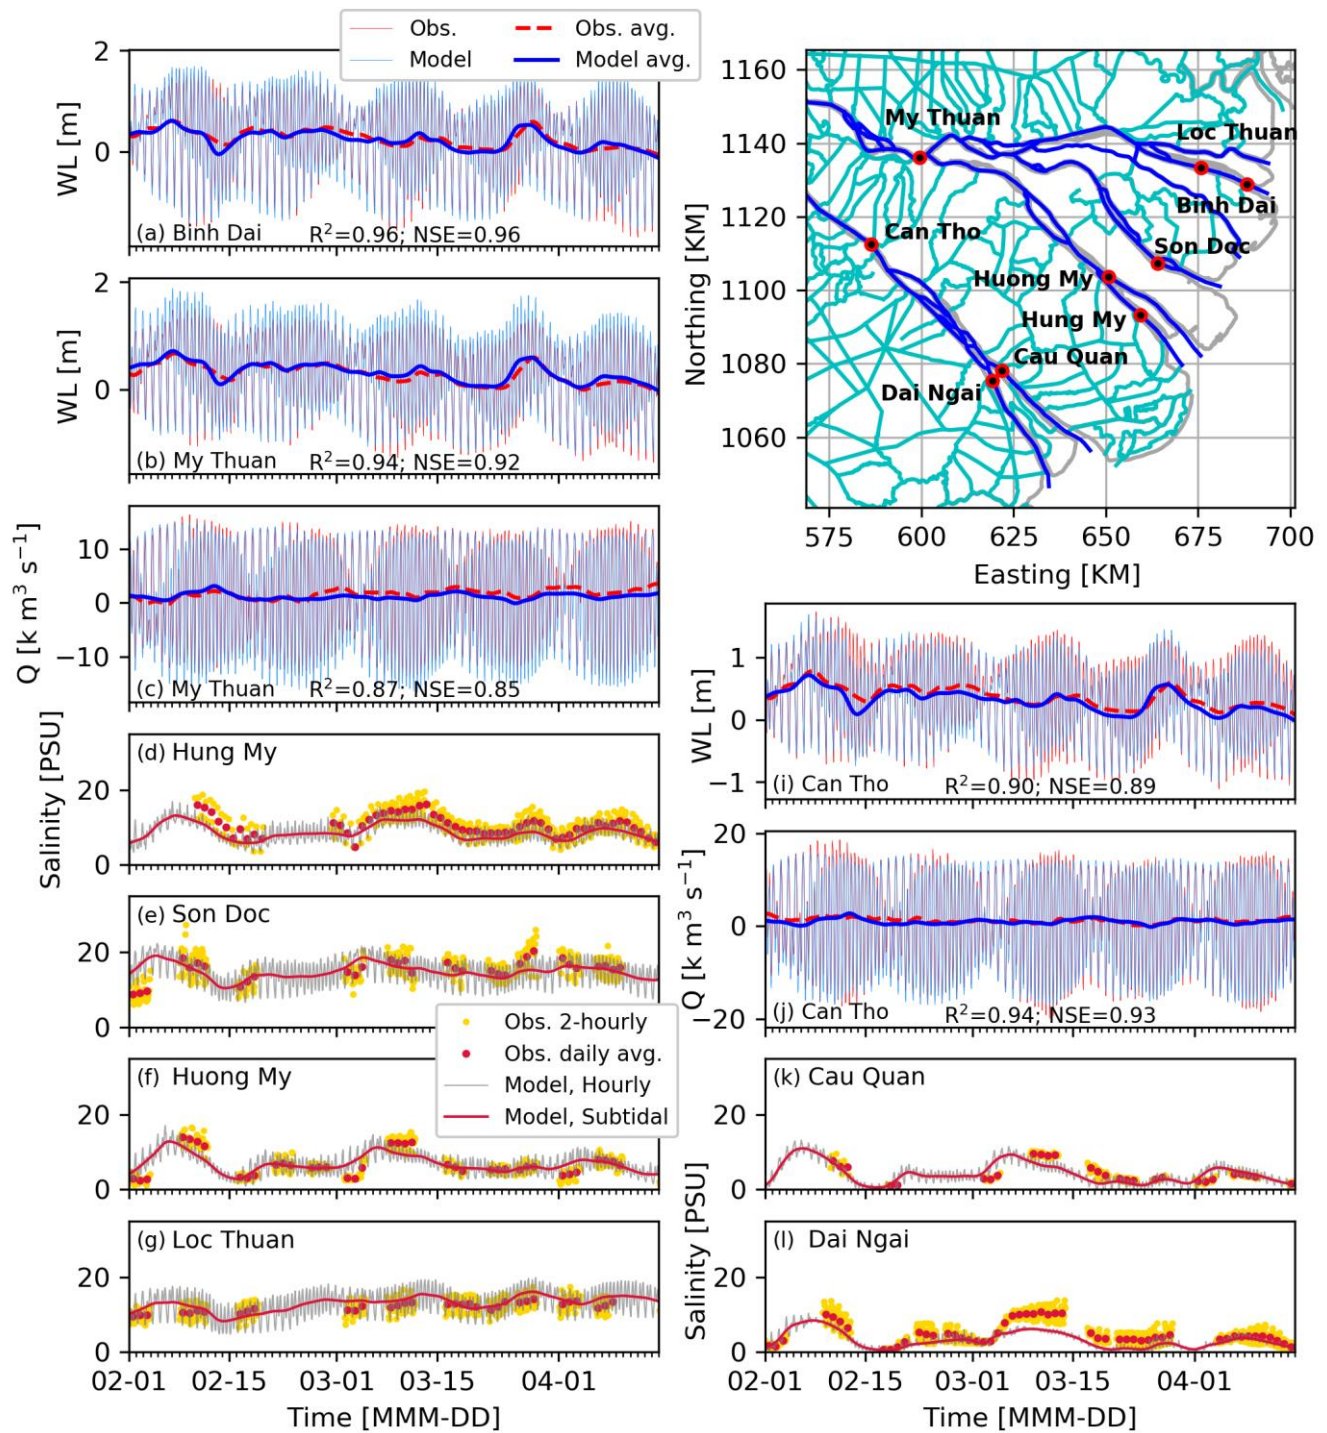 Obs.
Model
Obs. avg.
Model avg.
2
0
WL [m]
(a) Binh Dai
R²=0.96; NSE=0.96
2
0
WL [m]
(b) My Thuan
R²=0.94; NSE=0.92
10
0
−10
Q [k m³ s⁻¹]
(c) My Thuan
R²=0.87; NSE=0.85
20
0
Salinity [PSU]
(d) Hung My
20
0
(e) Son Doc
Obs. 2-hourly
Obs. daily avg.
Model, Hourly
Model, Subtidal
20
0
(f) Huong My
20
0
(g) Loc Thuan
02-01
02-15
03-01
03-15
04-01
Time [MMM-DD]
1160
1140
1120
1100
1080
1060
Northing [KM]
My Thuan
Loc Thuan
Binh Dai
Can Tho
Son Doc
Huong My
Hung My
Cau Quan
Dai Ngai
575
600
625
650
675
700
Easting [KM]
1
0
−1
WL [m]
(i) Can Tho
R²=0.90; NSE=0.89
20
0
−20
Q [k m³ s⁻¹]
(j) Can Tho
R²=0.94; NSE=0.93
20
0
(k) Cau Quan
20
0
Salinity [PSU]
(l) Dai Ngai
02-01
02-15
03-01
03-15
04-01
Time [MMM-DD]